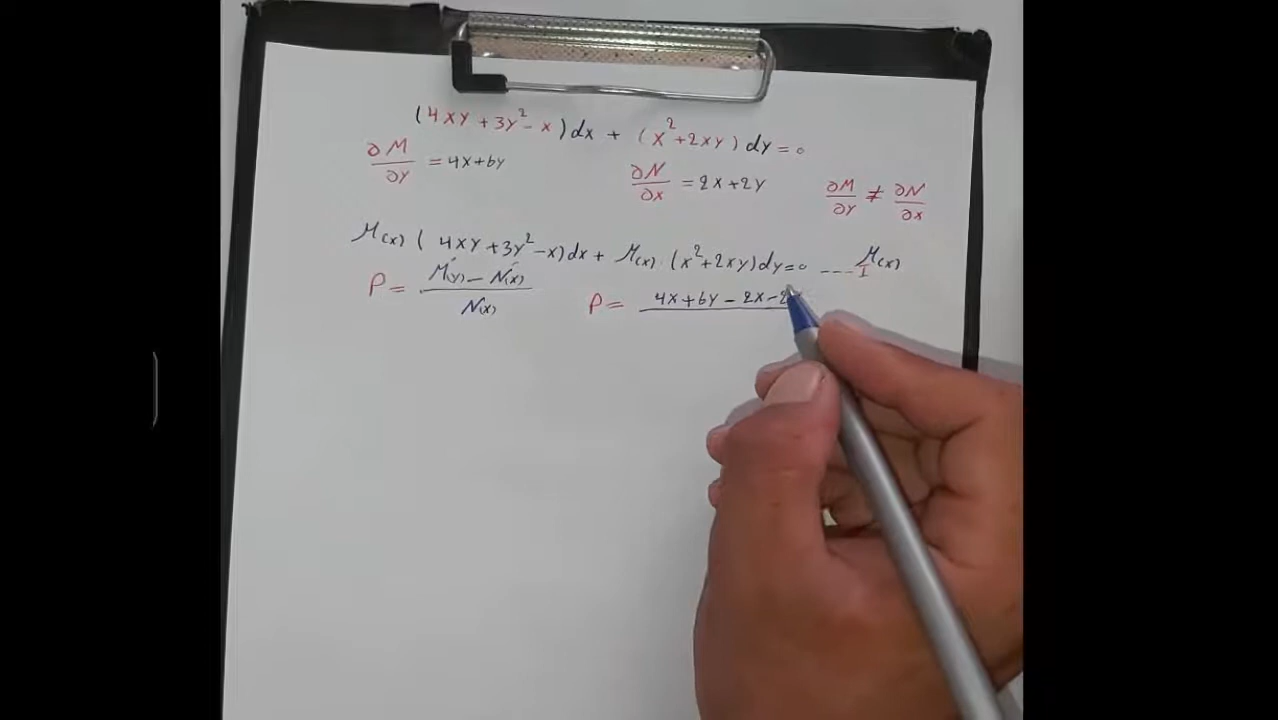 (4xy + 3y² - x)dx + (x² + 2xy)dy = 0
∂M/∂y = 4x+6y ∂N/∂x = 2x+2y ∂M/∂y ≠ ∂N/∂x
M(x) (4xy + 3y² - x)dx + M(x) · (x² + 2xy)dy = 0 ---- I M(x)
P = M´(y) - N´(x) / N(x) P = 4x + 6y - 2x - 2